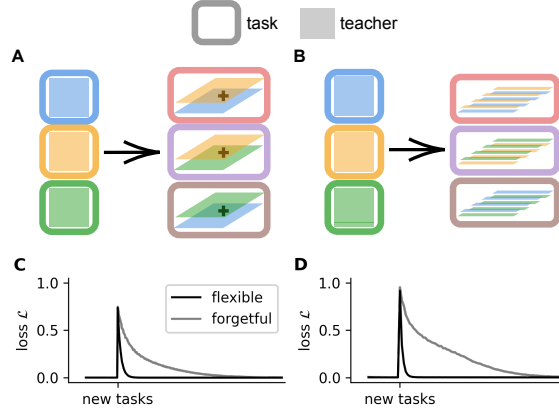 task
teacher
A
B
+
+
+
C
D
1.0
0.5
0.0
loss ℒ
flexible
forgetful
new tasks
1.0
0.5
0.0
loss ℒ
new tasks